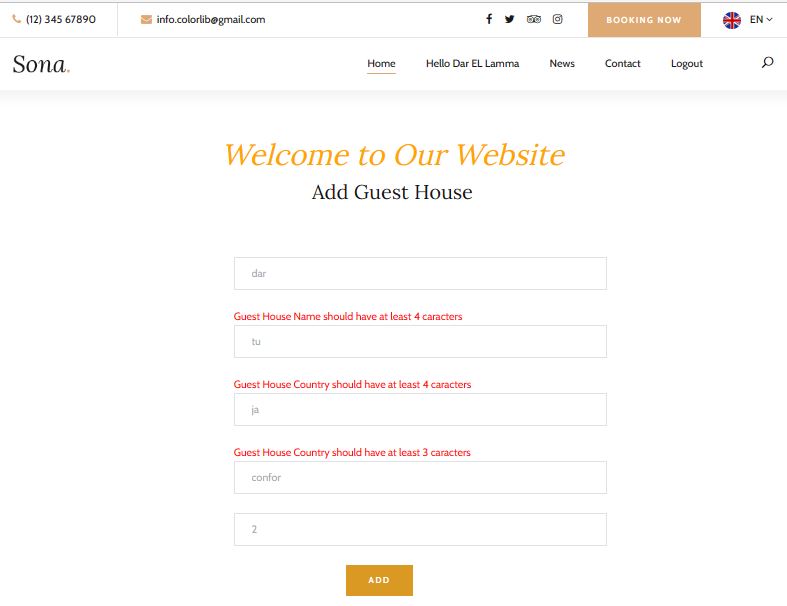 (12) 345 67890 info.colorlib@gmail.com BOOKING NOW EN
Sona. Home Hello Dar EL Lamma News Contact Logout
Welcome to Our Website
Add Guest House
dar
Guest House Name should have at least 4 caracters
tu
Guest House Country should have at least 4 caracters
ja
Guest House Country should have at least 3 caracters
confor
2
ADD